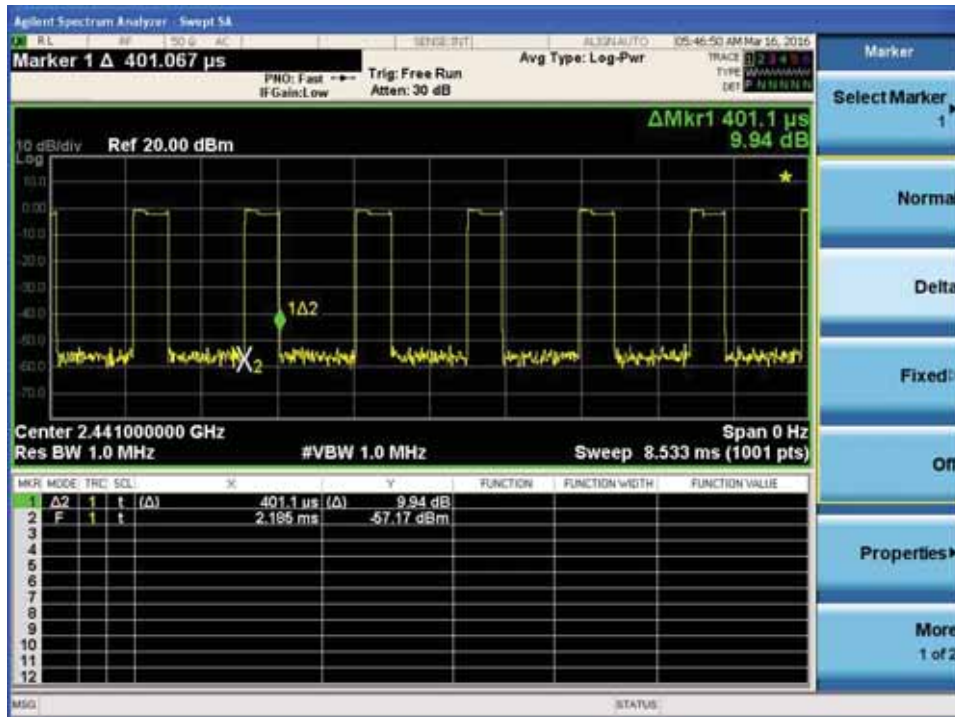 Agilent Spectrum Analyzer - Swept SA
RL RF 50 Ω AC SENSE:INT ALIGN AUTO 05:46:50 AM Mar 16, 2016
Marker 1 Δ 401.067 μs
PNO: Fast
IFGain:Low
Trig: Free Run
Atten: 30 dB
Avg Type: Log-Pwr
TRACE 1 2 3 4 5 6
TYPE
DET P N N N N N
ΔMkr1 401.1 μs
9.94 dB
10 dB/div Ref 20.00 dBm
Log
10.0
0.00
-10.0
-20.0
-30.0
-40.0
-50.0
-60.0
-70.0
1Δ2
X2
Center 2.441000000 GHz Span 0 Hz
Res BW 1.0 MHz #VBW 1.0 MHz Sweep 8.533 ms (1001 pts)
MKR MODE TRC SCL X Y FUNCTION FUNCTION WIDTH FUNCTION VALUE
1 Δ2 1 t (Δ) 401.1 μs (Δ) 9.94 dB
2 F 1 t 2.185 ms -57.17 dBm
3
4
5
6
7
8
9
10
11
12
MSG STATUS
Marker
Select Marker
1
Normal
Delta
Fixed
Off
Properties
More
1 of 2